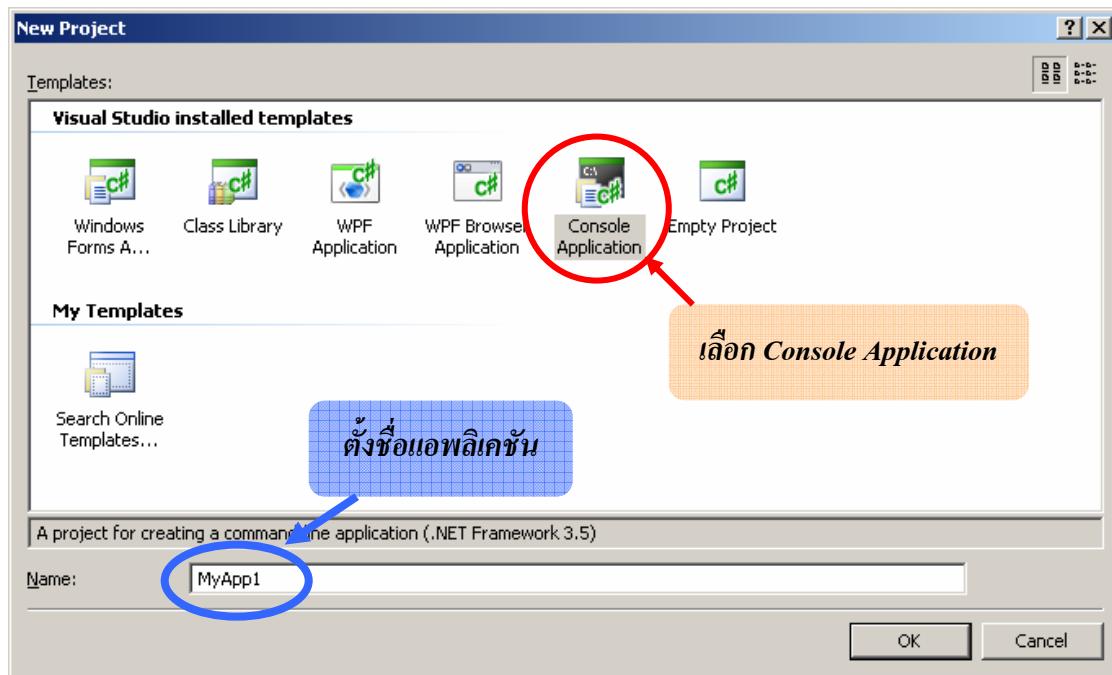 New Project
Templates:
Visual Studio installed templates
Windows Forms A...
Class Library
WPF Application
WPF Browser Application
Console Application
Empty Project
My Templates
เลือก Console Application
Search Online Templates...
ตั้งชื่อแอพลิเคชัน
A project for creating a command line application (.NET Framework 3.5)
Name:
MyApp1
OK
Cancel